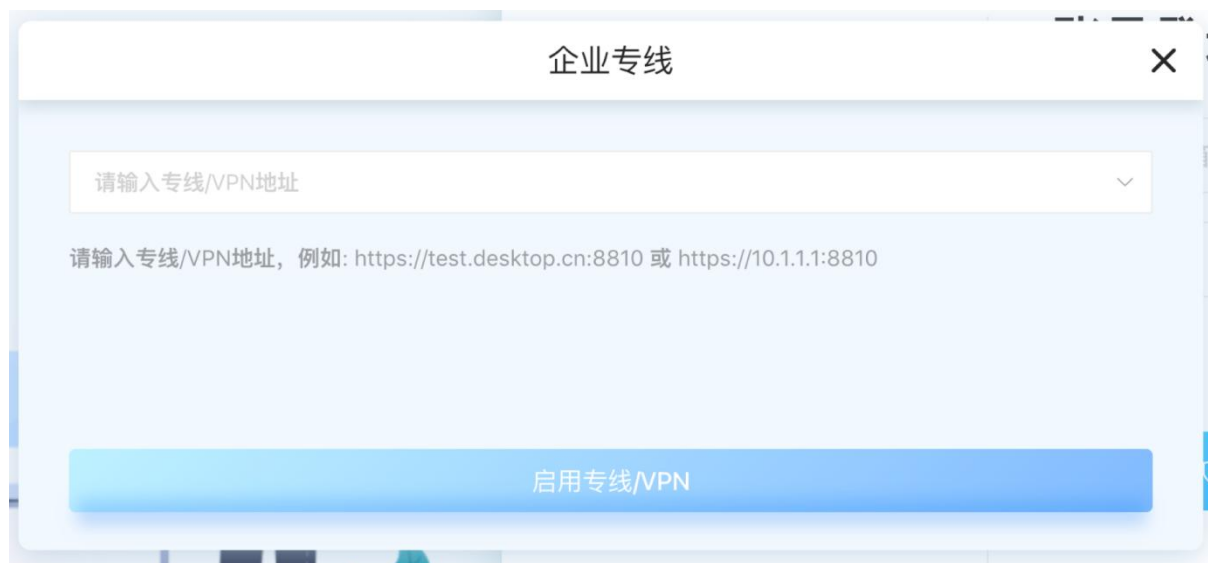 企业专线
请输入专线/VPN地址
请输入专线/VPN地址，例如: https://test.desktop.cn:8810 或 https://10.1.1.1:8810
启用专线/VPN